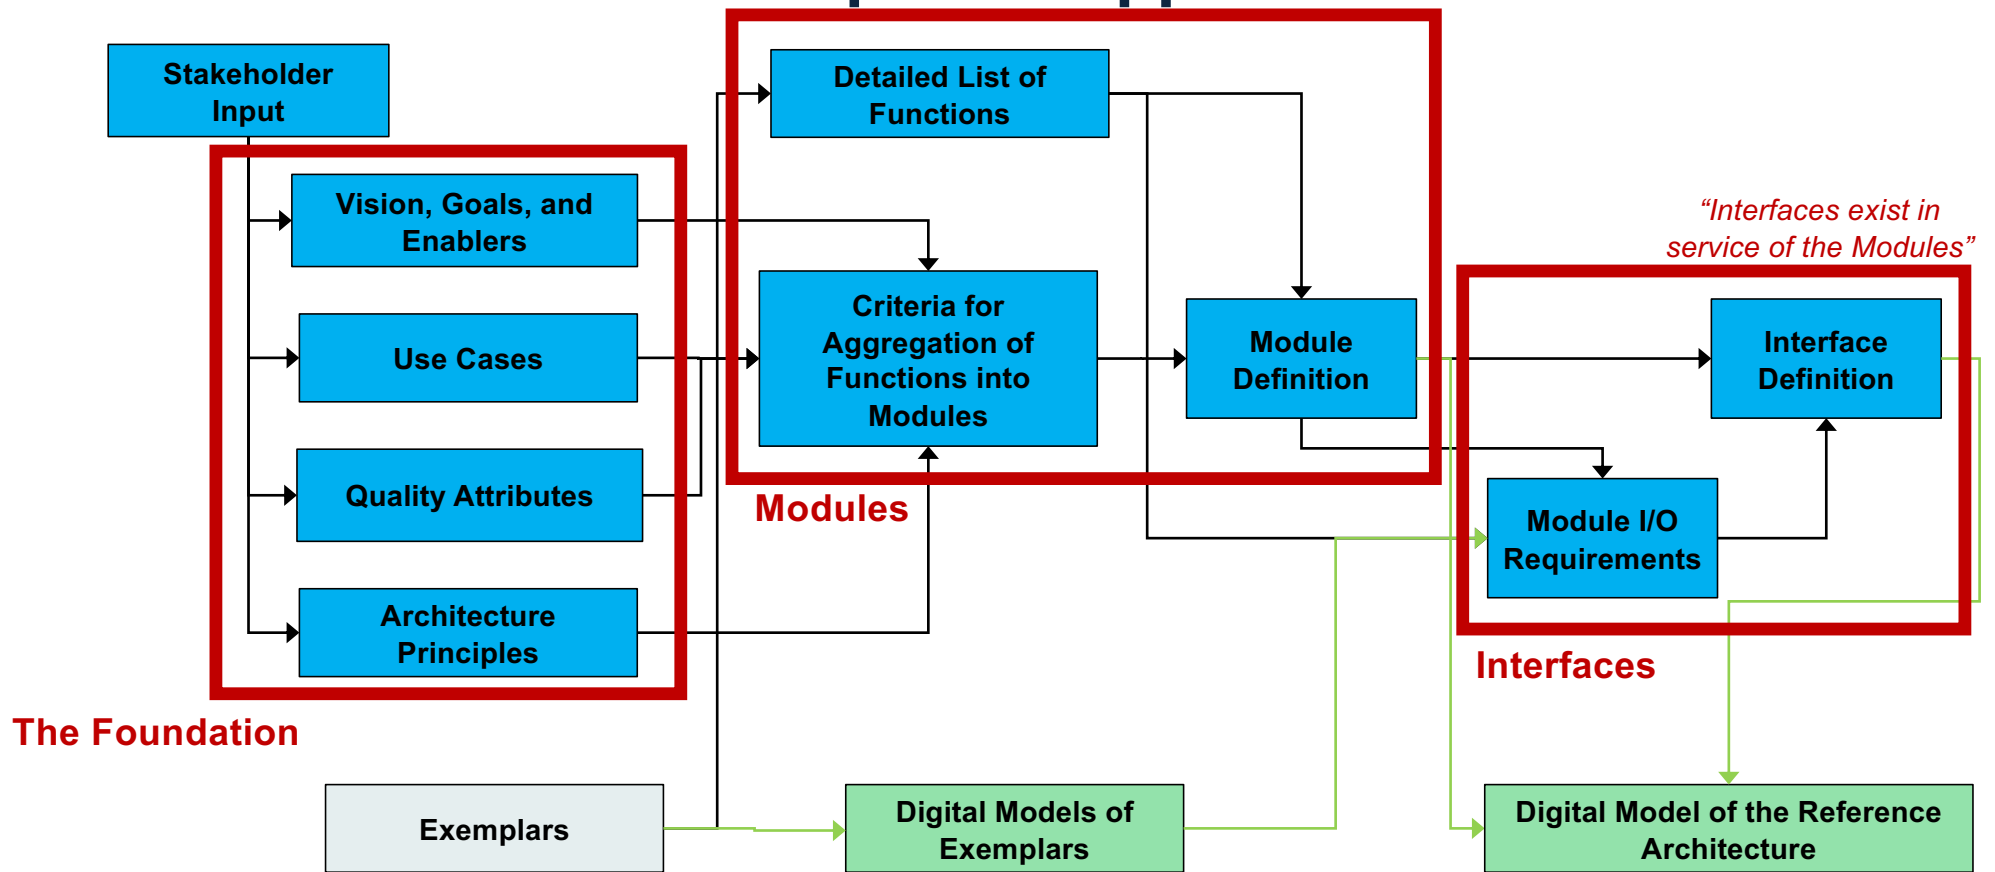 Stakeholder
Input
Detailed List of
Functions
Vision, Goals, and
Enablers
"Interfaces exist in
service of the Modules"
Criteria for
Aggregation of
Functions into
Modules
Use Cases
Module
Definition
Interface
Definition
Quality Attributes
Modules
Module I/O
Requirements
Architecture
Principles
Interfaces
The Foundation
Exemplars
Digital Models of
Exemplars
Digital Model of the Reference
Architecture